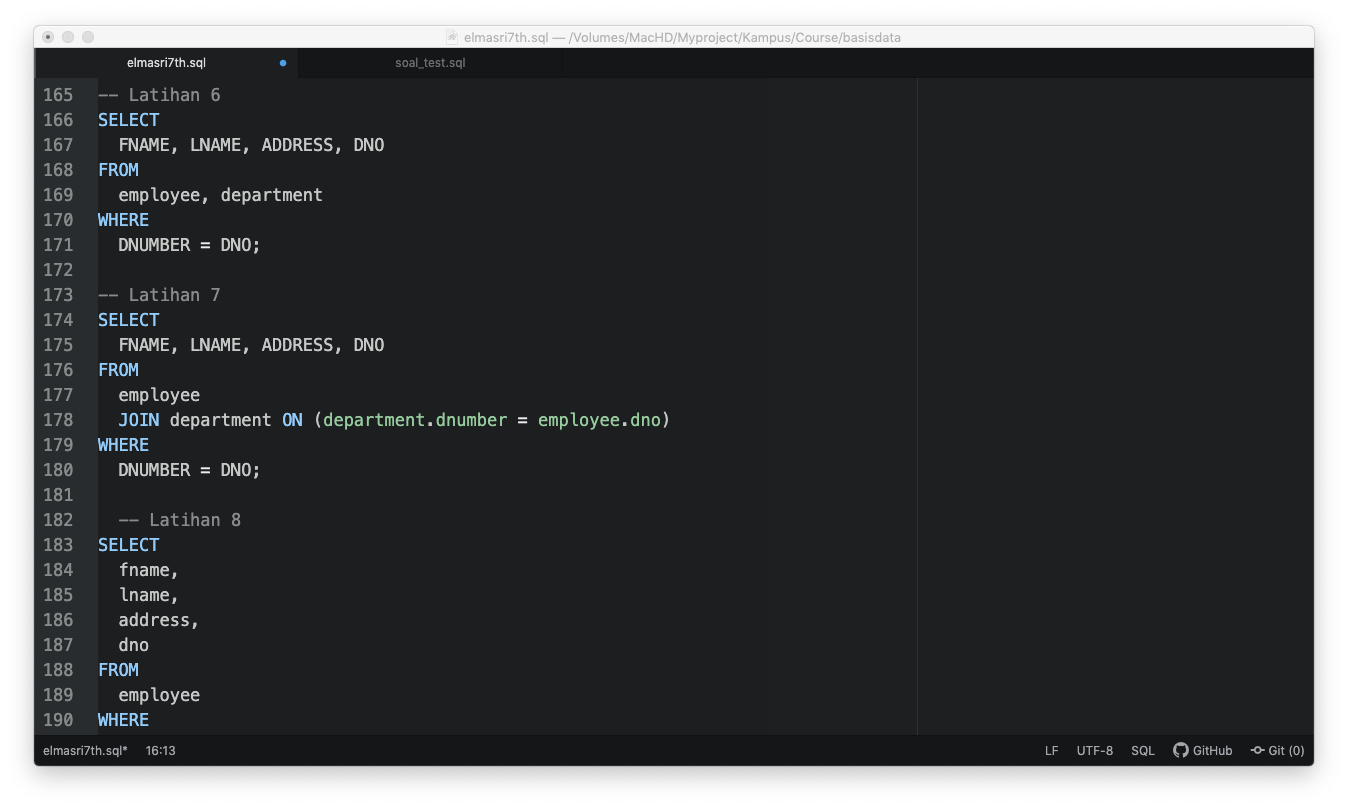 elmasri7th.sql — /Volumes/MacHD/Myproject/Kampus/Course/basisdata
elmasri7th.sql soal_test.sql
165 -- Latihan 6
166 SELECT
167 FNAME, LNAME, ADDRESS, DNO
168 FROM
169 employee, department
170 WHERE
171 DNUMBER = DNO;
172
173 -- Latihan 7
174 SELECT
175 FNAME, LNAME, ADDRESS, DNO
176 FROM
177 employee
178 JOIN department ON (department.dnumber = employee.dno)
179 WHERE
180 DNUMBER = DNO;
181
182 -- Latihan 8
183 SELECT
184 fname,
185 lname,
186 address,
187 dno
188 FROM
189 employee
190 WHERE
elmasri7th.sql* 16:13 LF UTF-8 SQL GitHub Git (0)